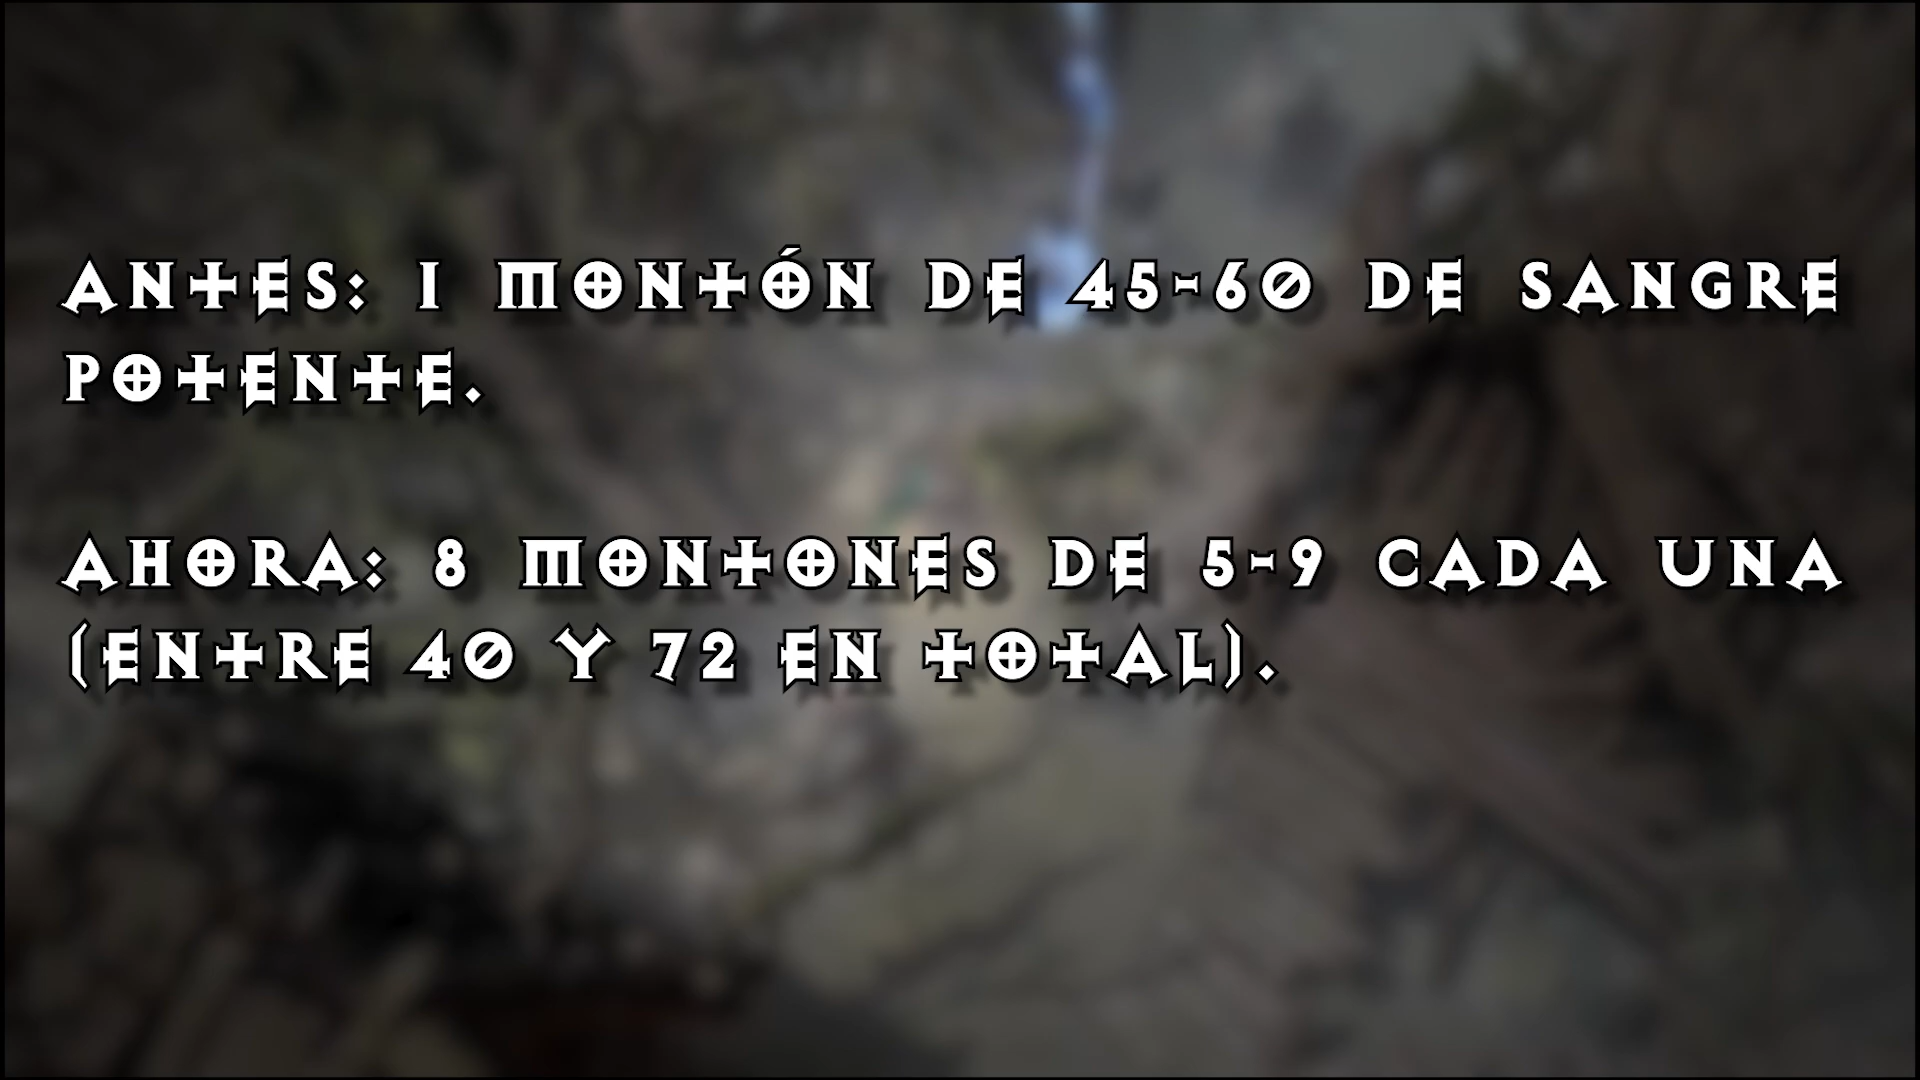 ANTES: 1 MONTÓN DE 45-60 DE SANGRE
POTENTE.
AHORA: 8 MONTONES DE 5-9 CADA UNA
(ENTRE 40 Y 72 EN TOTAL).